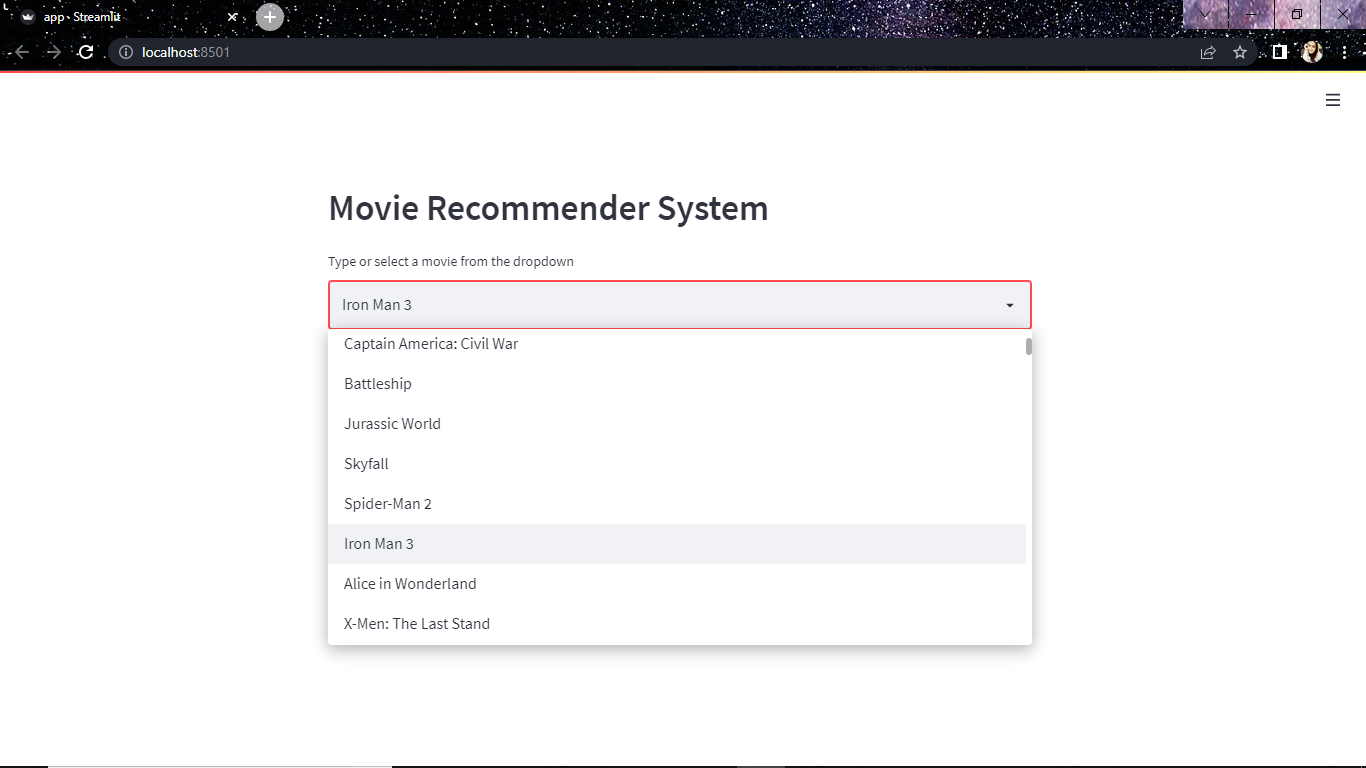 app · Streamlit
localhost:8501
Movie Recommender System
Type or select a movie from the dropdown
Iron Man 3
Captain America: Civil War
Battleship
Jurassic World
Skyfall
Spider-Man 2
Iron Man 3
Alice in Wonderland
X-Men: The Last Stand